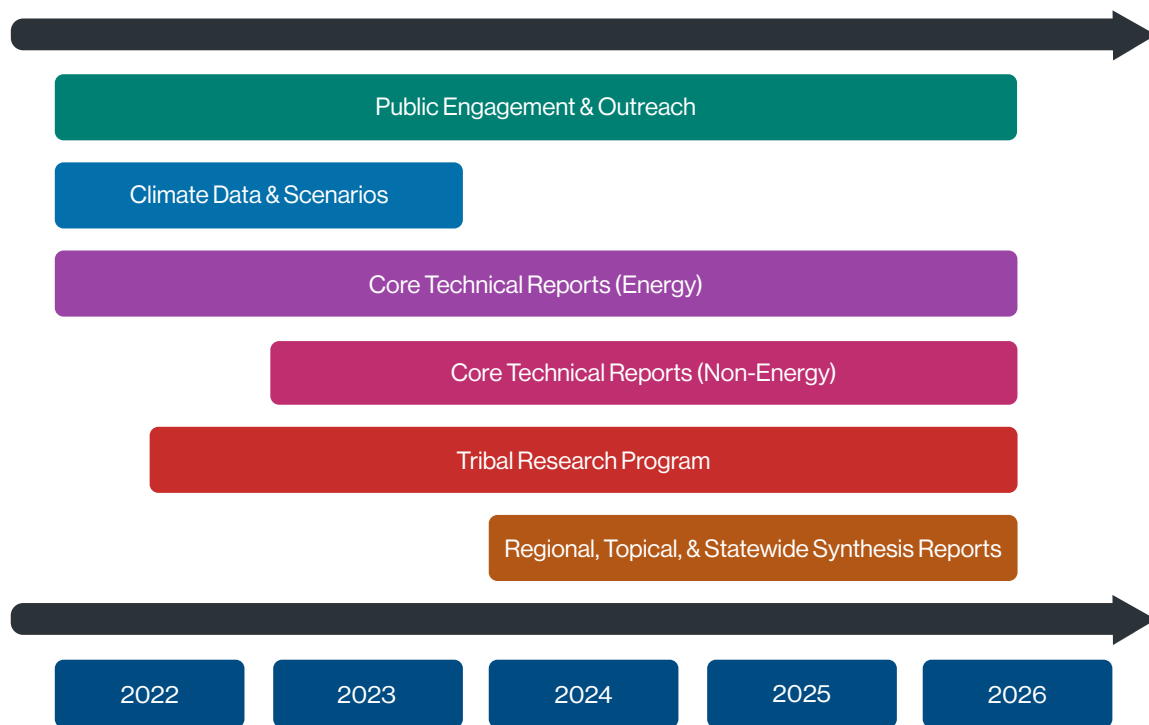 Public Engagement & Outreach
Climate Data & Scenarios
Core Technical Reports (Energy)
Core Technical Reports (Non-Energy)
Tribal Research Program
Regional, Topical, & Statewide Synthesis Reports
2022
2023
2024
2025
2026